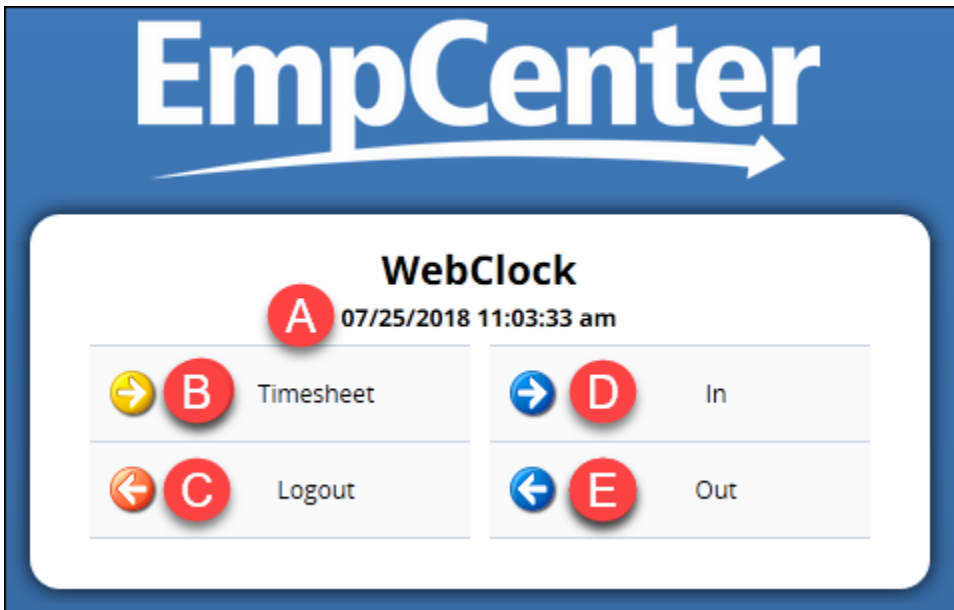 EmpCenter
WebClock
A 07/25/2018 11:03:33 am
B Timesheet D In
C Logout E Out